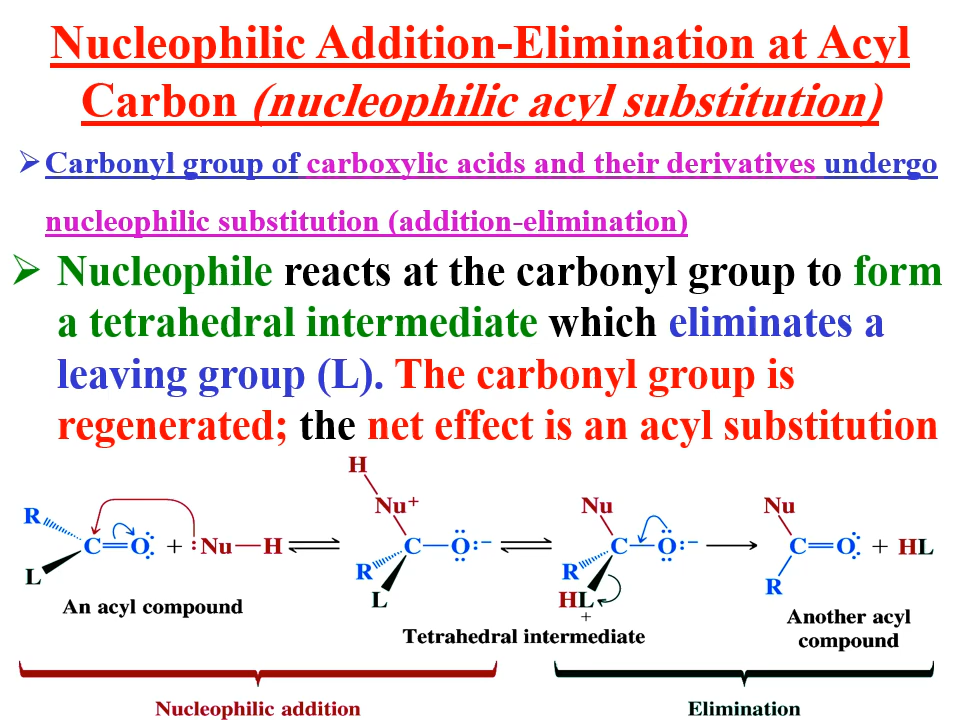 Nucleophilic Addition-Elimination at Acyl
Carbon (nucleophilic acyl substitution)
➢ Carbonyl group of carboxylic acids and their derivatives undergo
nucleophilic substitution (addition-elimination)
➢ Nucleophile reacts at the carbonyl group to form
a tetrahedral intermediate which eliminates a
leaving group (L). The carbonyl group is
regenerated; the net effect is an acyl substitution
H
Nu+ Nu Nu
R
C=O: + :Nu—H C—O:− C—O:− C=O: + HL
L R R R
L HL
+
An acyl compound
Tetrahedral intermediate
Another acyl
compound
Nucleophilic addition
Elimination